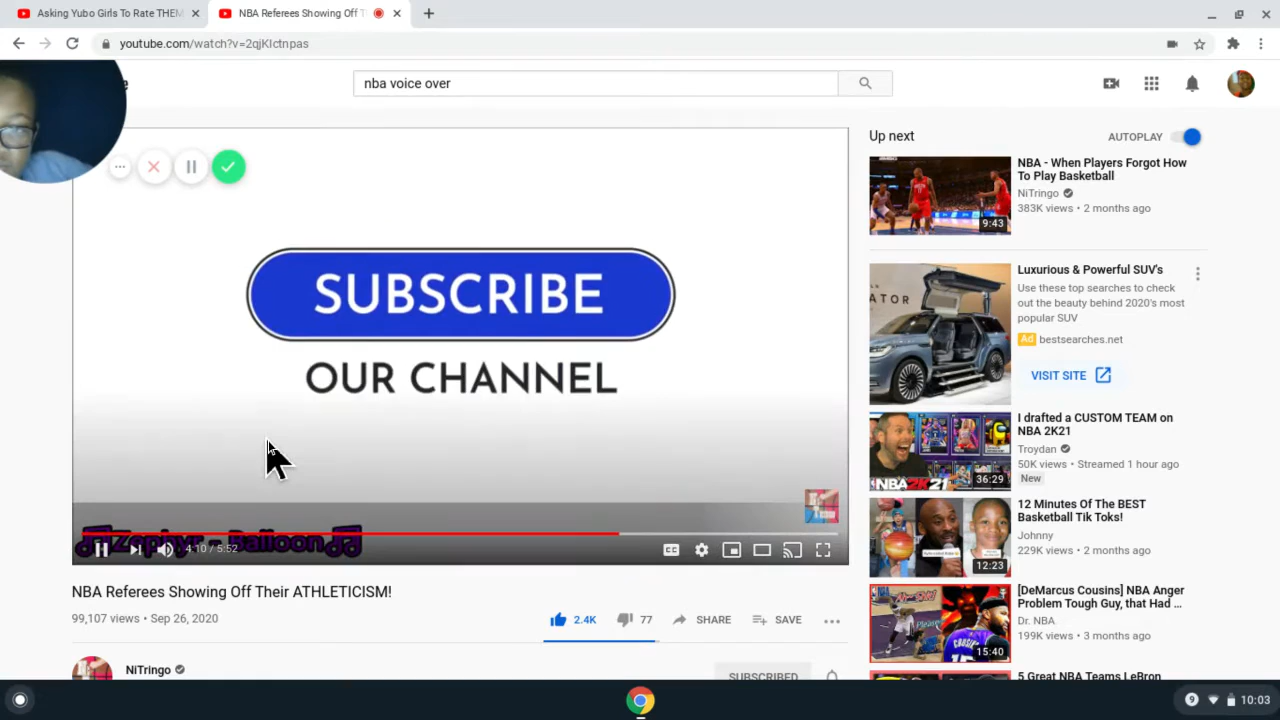 Asking Yubo Girls To Rate THEM
NBA Referees Showing Off T
youtube.com/watch?v=2qjKIctnpas
nba voice over
SUBSCRIBE
OUR CHANNEL
Zephyr - Balloon
4:10 / 5:52
CC
NBA Referees Showing Off Their ATHLETICISM!
99,107 views • Sep 26, 2020
2.4K
77
SHARE
SAVE
NiTringo
SUBSCRIBED
Up next
AUTOPLAY
NBA - When Players Forgot How
To Play Basketball
NiTringo
383K views • 2 months ago
9:43
Luxurious & Powerful SUV's
Use these top searches to check
out the beauty behind 2020's most
popular SUV
Ad bestsearches.net
VISIT SITE
I drafted a CUSTOM TEAM on
NBA 2K21
Troydan
50K views • Streamed 1 hour ago
New
NBA2K21
36:29
12 Minutes Of The BEST
Basketball Tik Toks!
Johnny
229K views • 2 months ago
12:23
[DeMarcus Cousins] NBA Anger
Problem Tough Guy, that Had ...
Dr. NBA
199K views • 3 months ago
15:40
5 Great NBA Teams LeBron
9
10:03